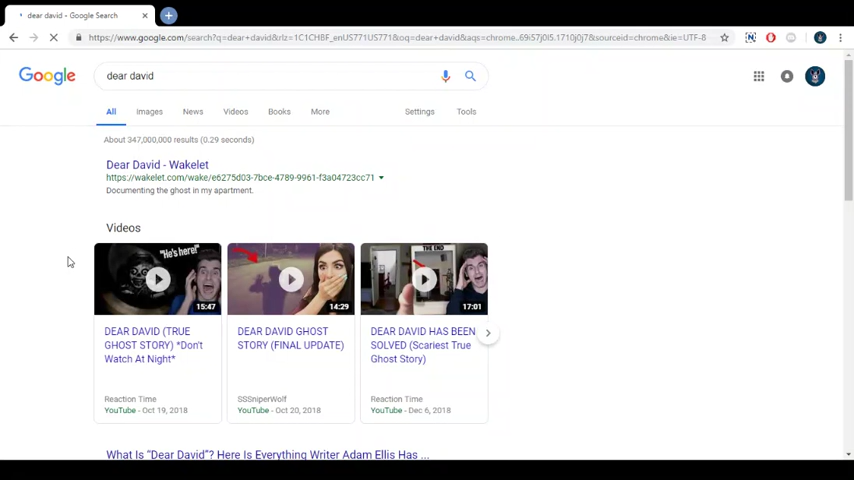 dear david - Google Search
https://www.google.com/search?q=dear+david&rlz=1C1CHBF_enUS771US771&oq=dear+david&aqs=chrome..69i57j0l5.1710j0j7&sourceid=chrome&ie=UTF-8
Google
dear david
All Images News Videos Books More Settings Tools
About 347,000,000 results (0.29 seconds)
Dear David - Wakelet
https://wakelet.com/wake/e6275d03-7bce-4789-9961-f3a04723cc71
Documenting the ghost in my apartment.
Videos
"He's here!"
THE END
15:47
14:29
17:01
DEAR DAVID (TRUE
GHOST STORY) *Don't
Watch At Night*
Reaction Time
YouTube - Oct 19, 2018
DEAR DAVID GHOST
STORY (FINAL UPDATE)
SSSniperWolf
YouTube - Oct 20, 2018
DEAR DAVID HAS BEEN
SOLVED (Scariest True
Ghost Story)
Reaction Time
YouTube - Dec 6, 2018
What Is “Dear David”? Here Is Everything Writer Adam Ellis Has ...